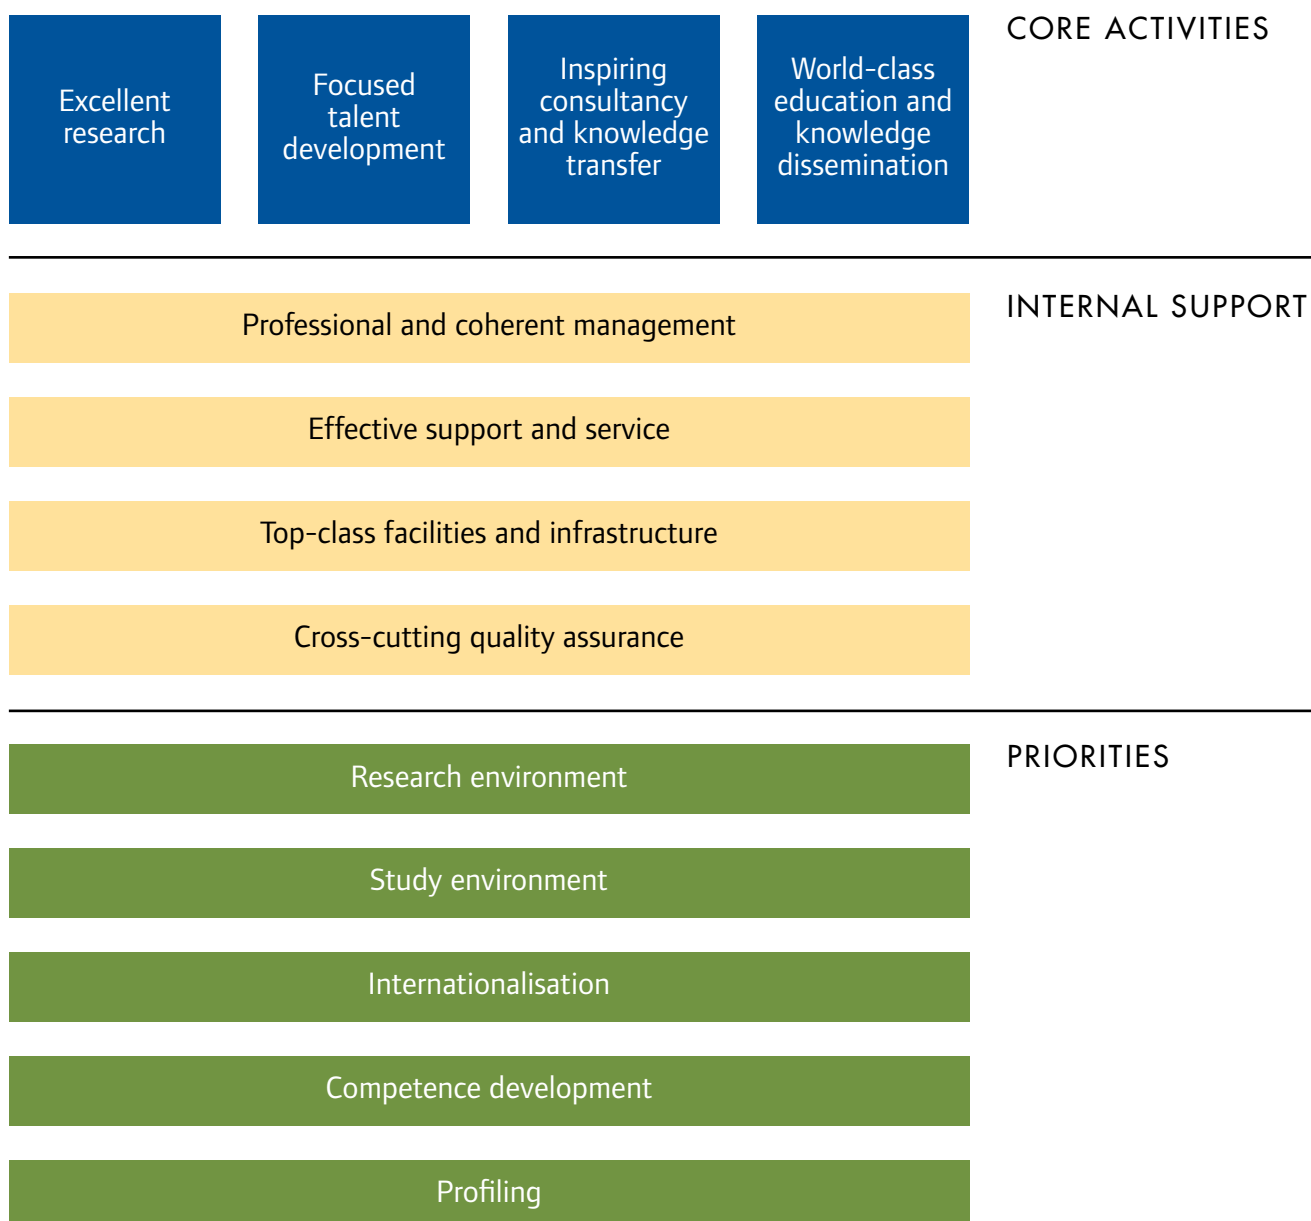 Excellent
research
Focused
talent
development
Inspiring
consultancy
and knowledge
transfer
World-class
education and
knowledge
dissemination
CORE ACTIVITIES
Professional and coherent management
INTERNAL SUPPORT
Effective support and service
Top-class facilities and infrastructure
Cross-cutting quality assurance
Research environment
PRIORITIES
Study environment
Internationalisation
Competence development
Profiling